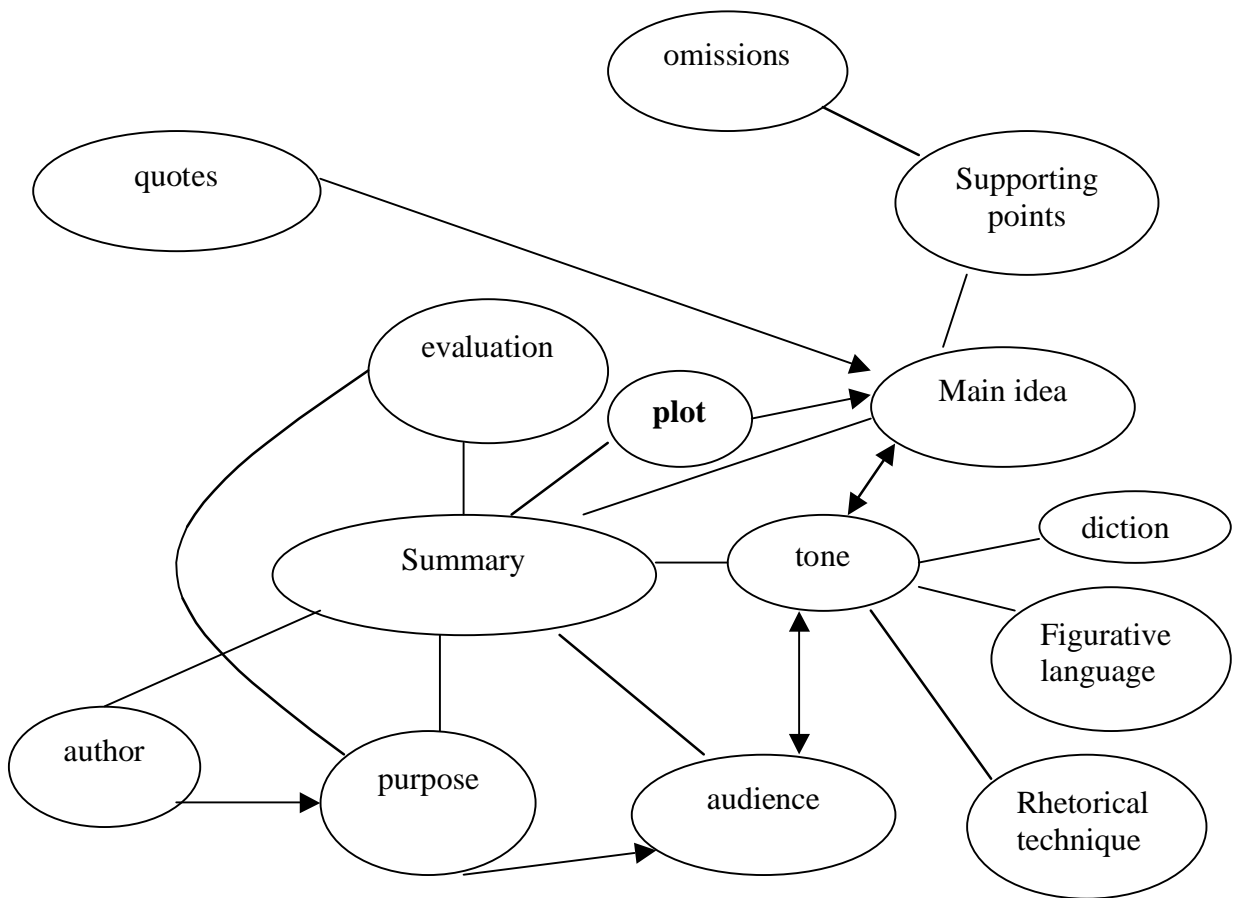 omissions
quotes
Supporting
points
evaluation
plot
Main idea
diction
Summary
tone
Figurative
language
author
purpose
audience
Rhetorical
technique